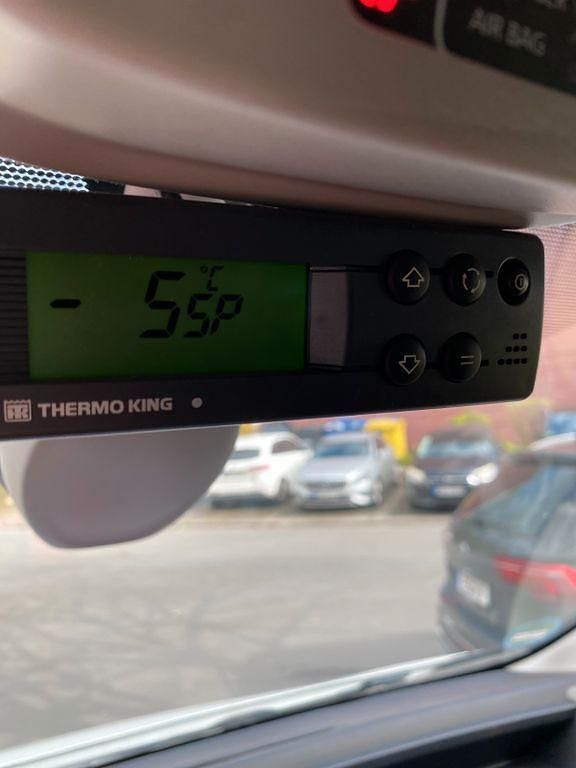 AIR BAG
- 5 °C
SP
THERMO KING